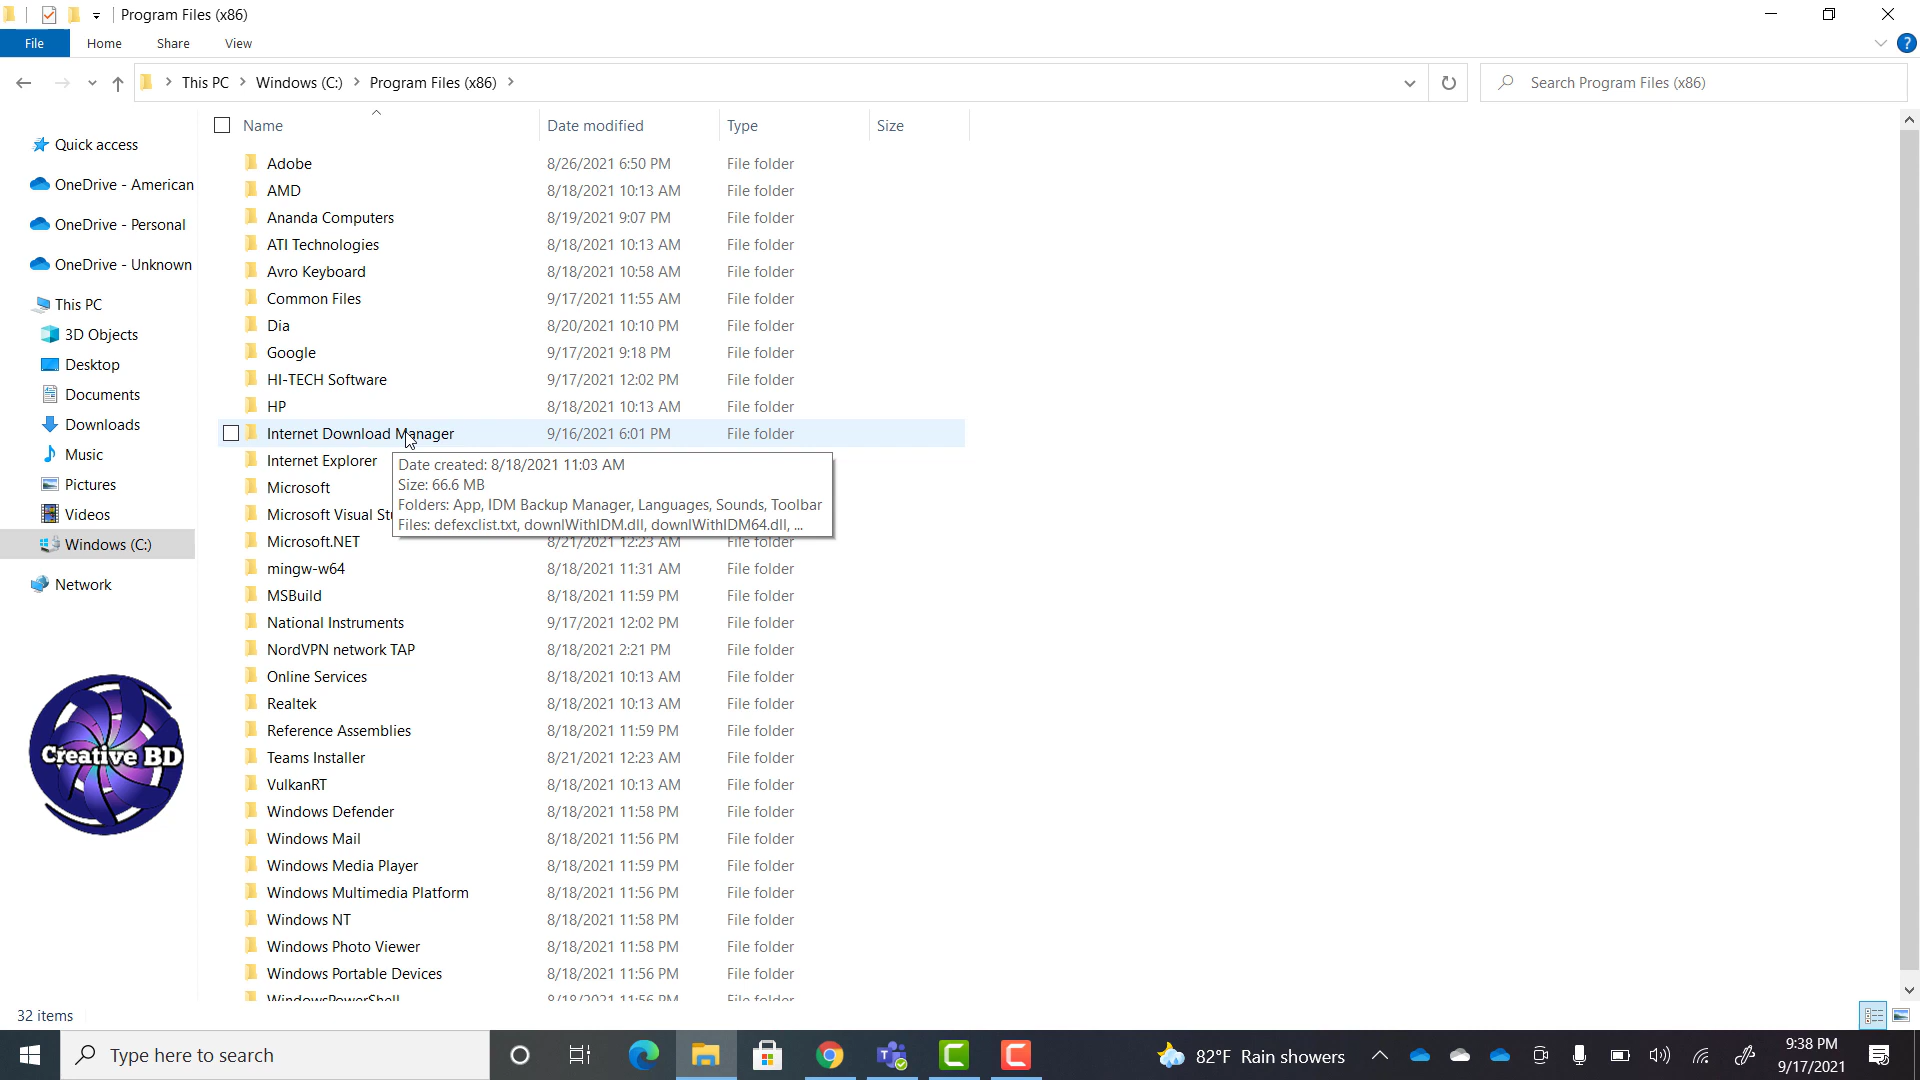 Program Files (x86)
File Home Share View
This PC Windows (C:) Program Files (x86)
Search Program Files (x86)
Name Date modified Type Size
Quick access
OneDrive - American
OneDrive - Personal
OneDrive - Unknown
This PC
3D Objects
Desktop
Documents
Downloads
Music
Pictures
Videos
Windows (C:)
Network
Creative BD
Adobe 8/26/2021 6:50 PM File folder
AMD 8/18/2021 10:13 AM File folder
Ananda Computers 8/19/2021 9:07 PM File folder
ATI Technologies 8/18/2021 10:13 AM File folder
Avro Keyboard 8/18/2021 10:58 AM File folder
Common Files 9/17/2021 11:55 AM File folder
Dia 8/20/2021 10:10 PM File folder
Google 9/17/2021 9:18 PM File folder
HI-TECH Software 9/17/2021 12:02 PM File folder
HP 8/18/2021 10:13 AM File folder
Internet Download Manager 9/16/2021 6:01 PM File folder
Internet Explorer
Date created: 8/18/2021 11:03 AM
Size: 66.6 MB
Folders: App, IDM Backup Manager, Languages, Sounds, Toolbar
Files: defexclist.txt, downlWithIDM.dll, downlWithIDM64.dll, ...
Microsoft
Microsoft Visual St
Microsoft.NET 8/21/2021 12:23 AM File folder
mingw-w64 8/18/2021 11:31 AM File folder
MSBuild 8/18/2021 11:59 PM File folder
National Instruments 9/17/2021 12:02 PM File folder
NordVPN network TAP 8/18/2021 2:21 PM File folder
Online Services 8/18/2021 10:13 AM File folder
Realtek 8/18/2021 10:13 AM File folder
Reference Assemblies 8/18/2021 11:59 PM File folder
Teams Installer 8/21/2021 12:23 AM File folder
VulkanRT 8/18/2021 10:13 AM File folder
Windows Defender 8/18/2021 11:58 PM File folder
Windows Mail 8/18/2021 11:56 PM File folder
Windows Media Player 8/18/2021 11:59 PM File folder
Windows Multimedia Platform 8/18/2021 11:56 PM File folder
Windows NT 8/18/2021 11:58 PM File folder
Windows Photo Viewer 8/18/2021 11:58 PM File folder
Windows Portable Devices 8/18/2021 11:56 PM File folder
WindowsPowerShell 8/18/2021 11:56 PM File folder
32 items
Type here to search
82°F Rain showers
9:38 PM
9/17/2021